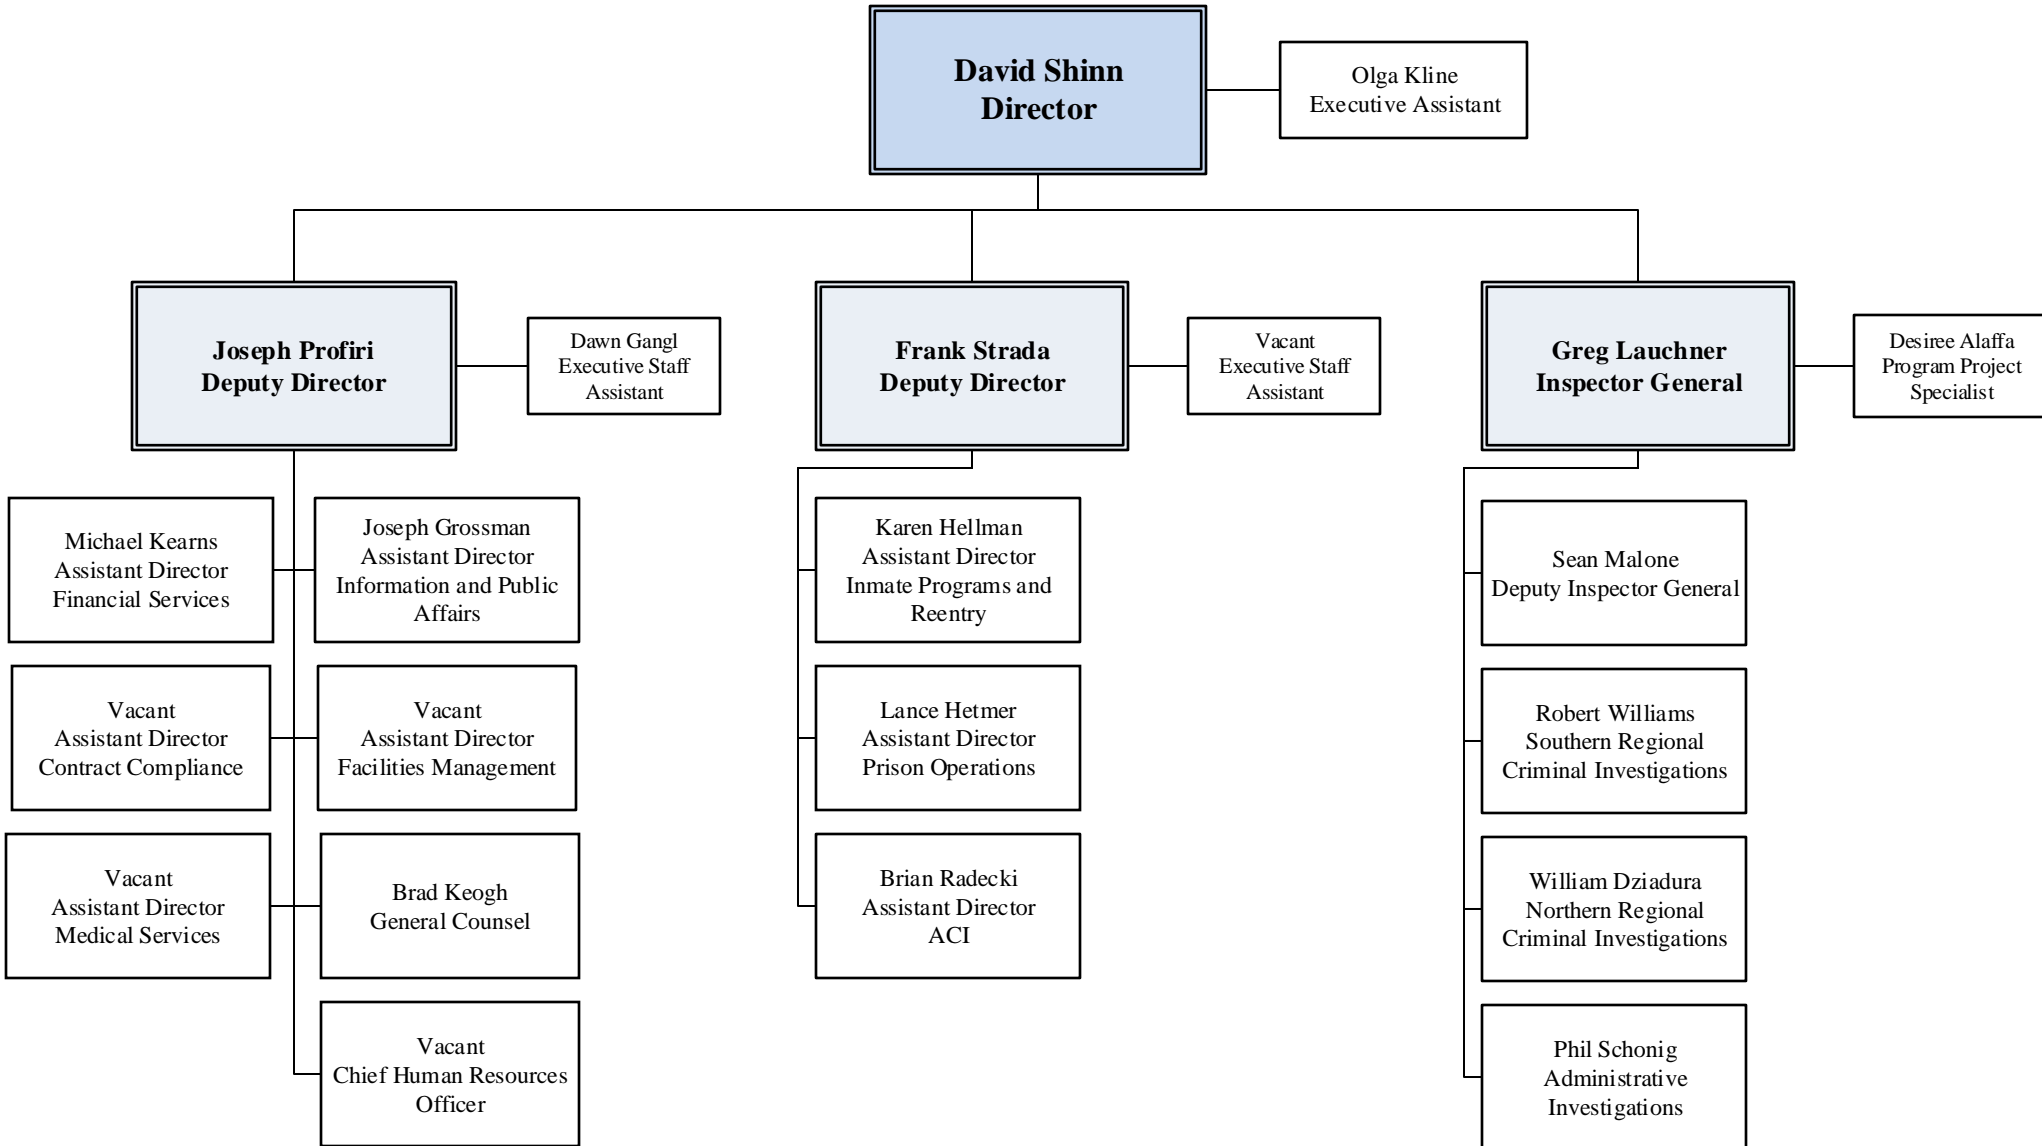 David Shinn
Director
Olga Kline
Executive Assistant
Joseph Profiri
Deputy Director
Dawn Gangl
Executive Staff
Assistant
Frank Strada
Deputy Director
Vacant
Executive Staff
Assistant
Greg Lauchner
Inspector General
Desiree Alaffa
Program Project
Specialist
Michael Kearns
Assistant Director
Financial Services
Joseph Grossman
Assistant Director
Information and Public
Affairs
Vacant
Assistant Director
Contract Compliance
Vacant
Assistant Director
Facilities Management
Vacant
Assistant Director
Medical Services
Brad Keogh
General Counsel
Vacant
Chief Human Resources
Officer
Karen Hellman
Assistant Director
Inmate Programs and
Reentry
Lance Hetmer
Assistant Director
Prison Operations
Brian Radecki
Assistant Director
ACI
Sean Malone
Deputy Inspector General
Robert Williams
Southern Regional
Criminal Investigations
William Dziadura
Northern Regional
Criminal Investigations
Phil Schonig
Administrative
Investigations